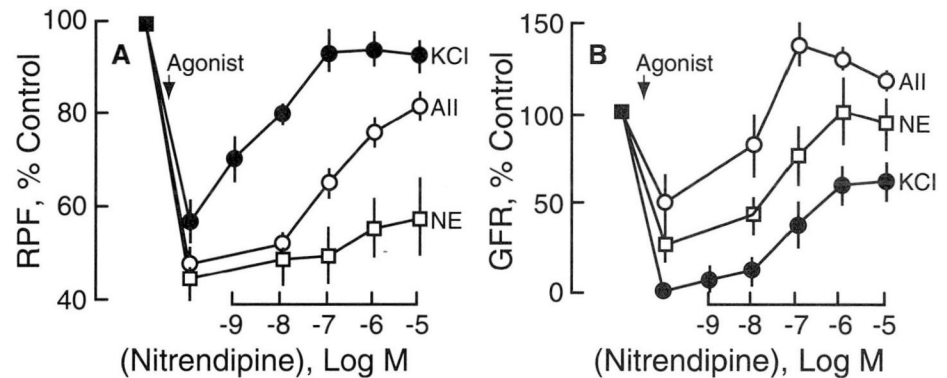 A
Agonist
KCl
AII
NE
RPF, % Control
100
80
60
40
-9 -8 -7 -6 -5
(Nitrendipine), Log M
B
Agonist
AII
NE
KCl
GFR, % Control
150
100
50
0
-9 -8 -7 -6 -5
(Nitrendipine), Log M